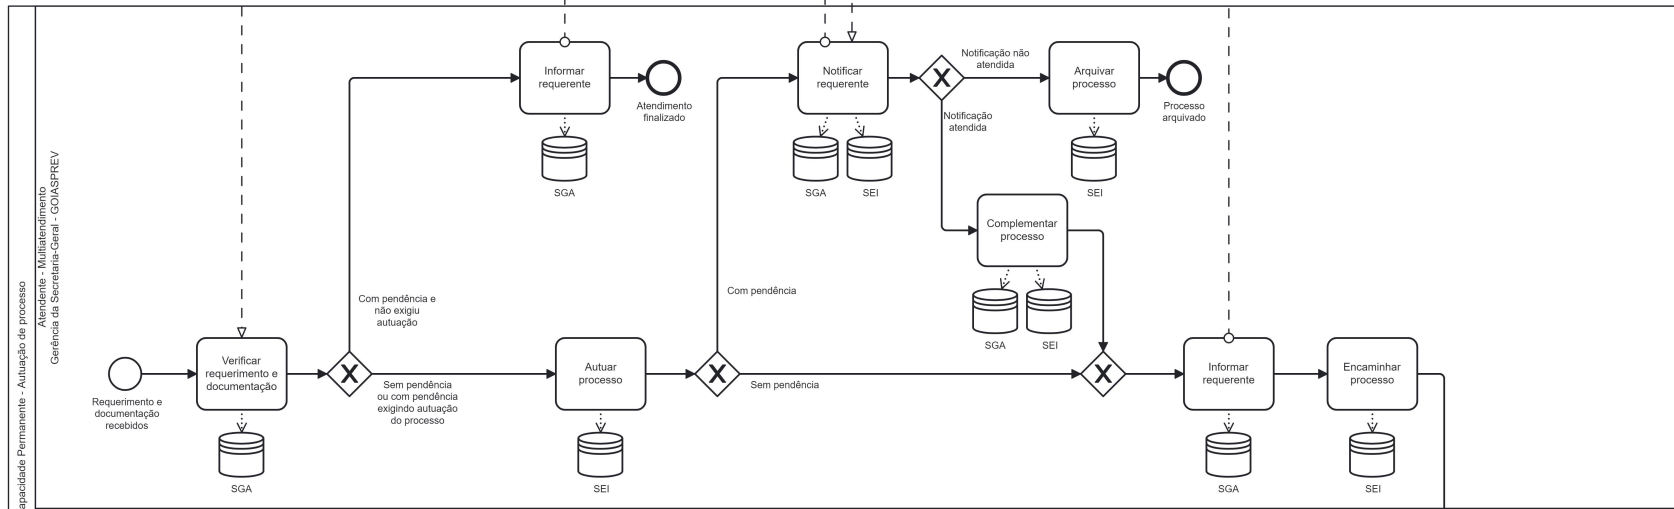 apacidade Permanente - Autuação de processo
Atendente - Multiatendimento
Gerência da Secretaria-Geral - GOIASPREV
Requerimento e
documentação
recebidos
Verificar
requerimento e
documentação
SGA
Com pendência e
não exigiu
autuação
Sem pendência
ou com pendência
exigindo autuação
do processo
Informar
requerente
SGA
Atendimento
finalizado
Autuar
processo
SEI
Com pendência
Sem pendência
Notificar
requerente
SGA
SEI
Notificação não
atendida
Notificação
atendida
Arquivar
processo
SEI
Processo
arquivado
Complementar
processo
SGA
SEI
Informar
requerente
SGA
Encaminhar
processo
SEI